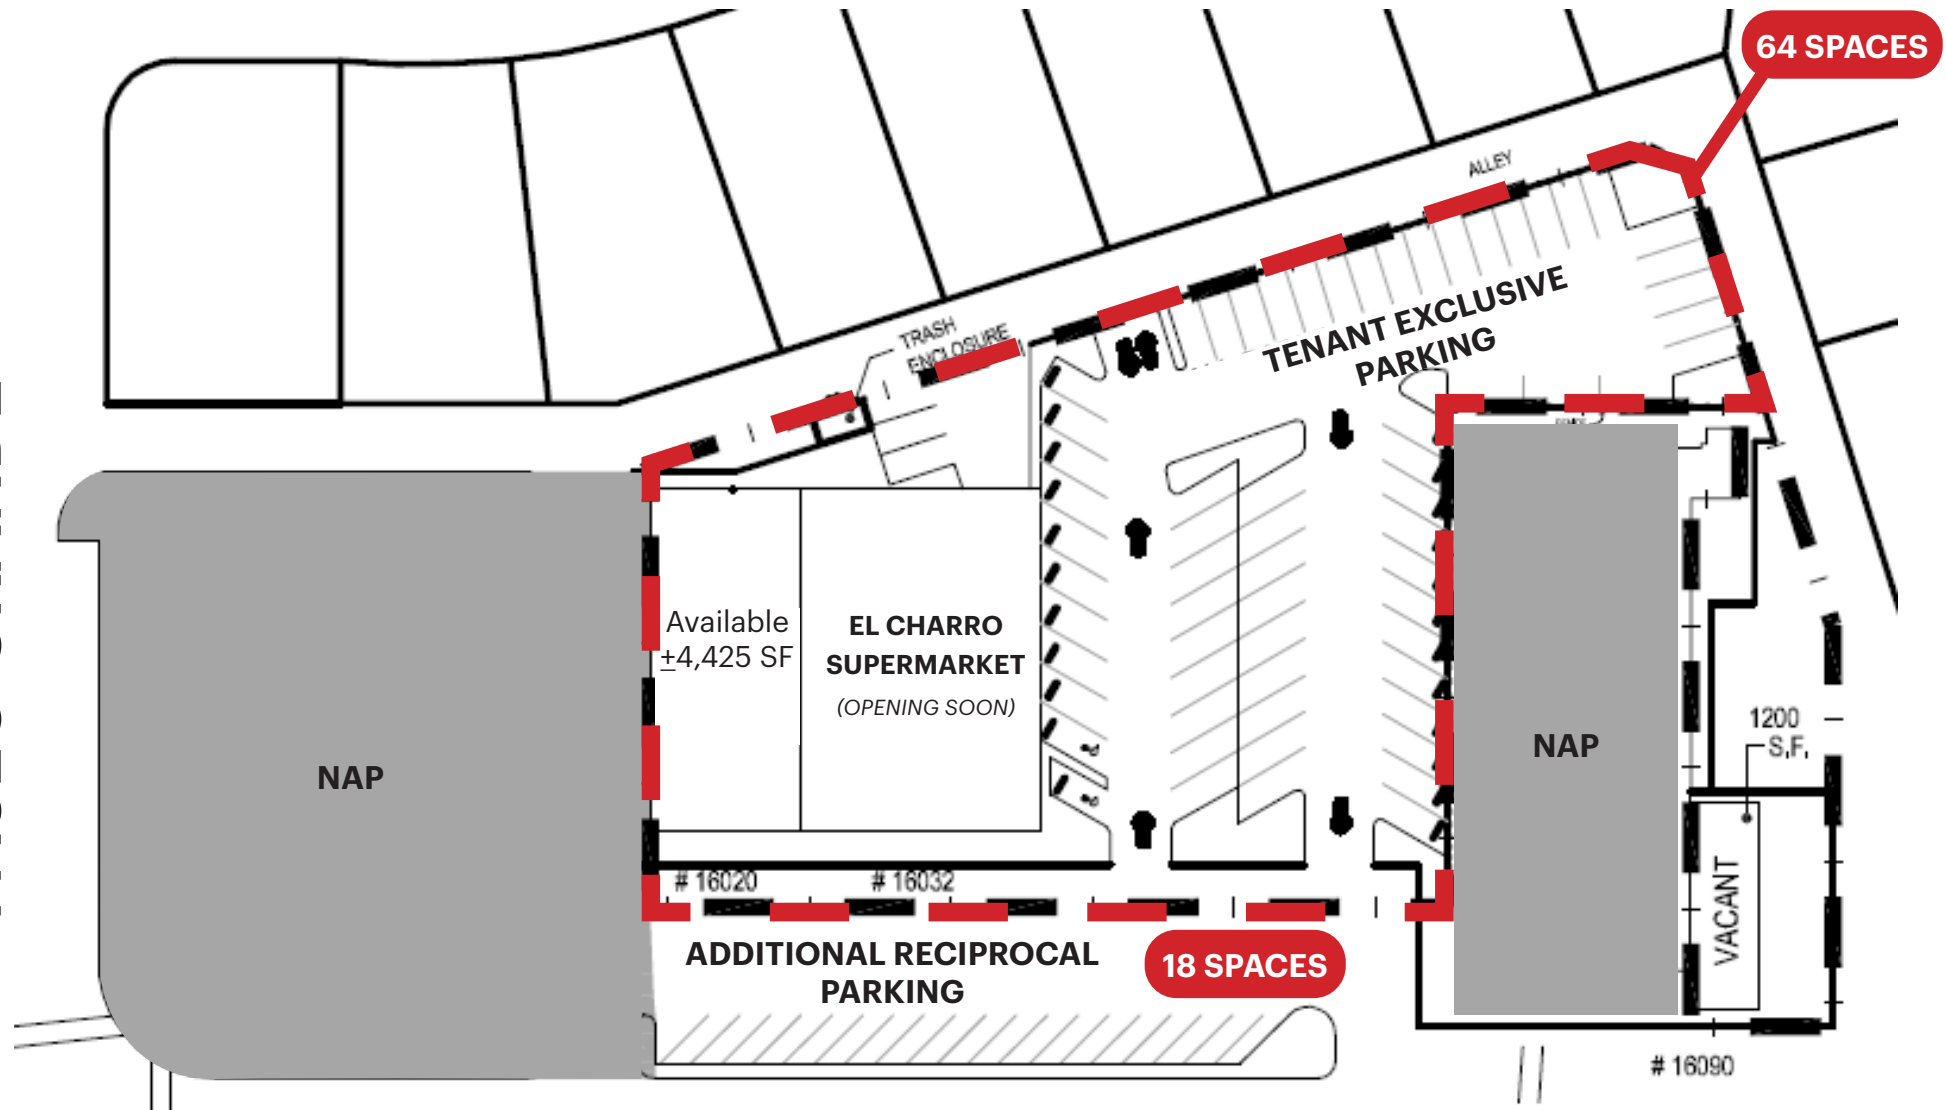 64 SPACES
ALLEY
TENANT EXCLUSIVE
PARKING
TRASH
ENCLOSURE
Available
±4,425 SF
EL CHARRO
SUPERMARKET
(OPENING SOON)
NAP
NAP
1200
S.F.
VACANT
# 16020
# 16032
ADDITIONAL RECIPROCAL
PARKING
18 SPACES
# 16090